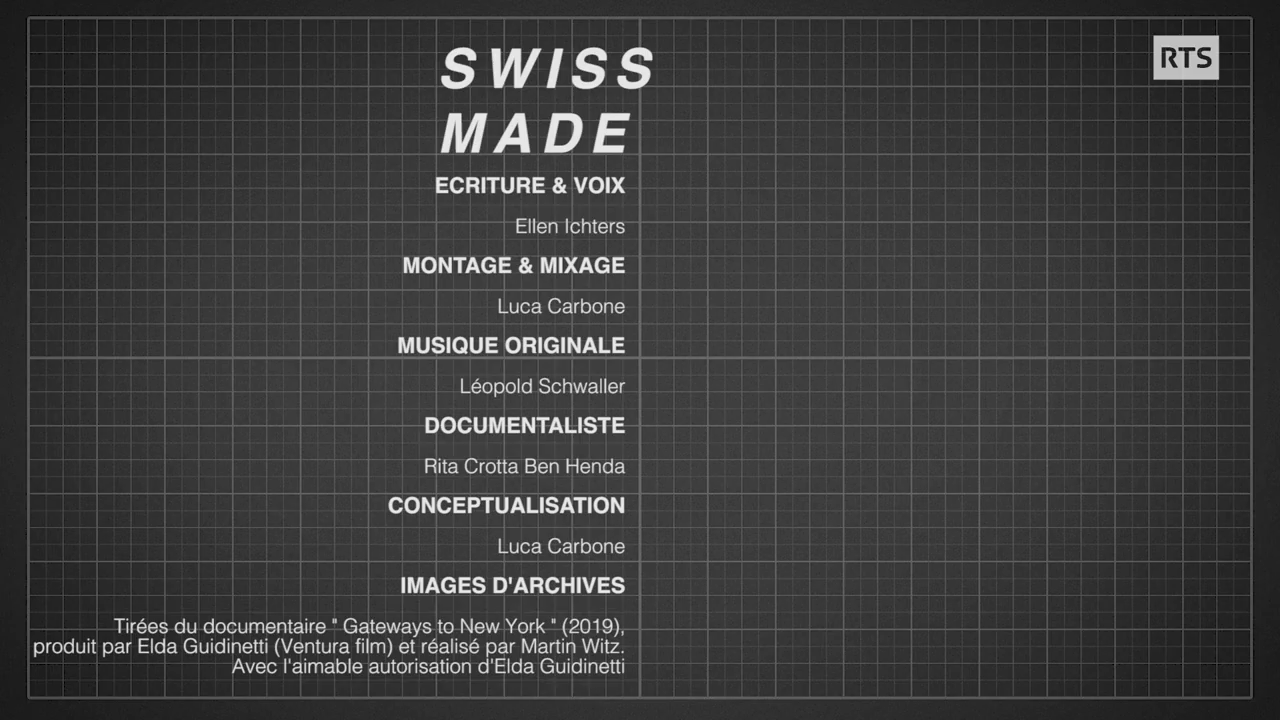 SWISS
MADE
RTS
ECRITURE & VOIX
Ellen Ichters
MONTAGE & MIXAGE
Luca Carbone
MUSIQUE ORIGINALE
Léopold Schwaller
DOCUMENTALISTE
Rita Crotta Ben Henda
CONCEPTUALISATION
Luca Carbone
IMAGES D'ARCHIVES
Tirées du documentaire " Gateways to New York " (2019),
produit par Elda Guidinetti (Ventura film) et réalisé par Martin Witz.
Avec l'aimable autorisation d'Elda Guidinetti